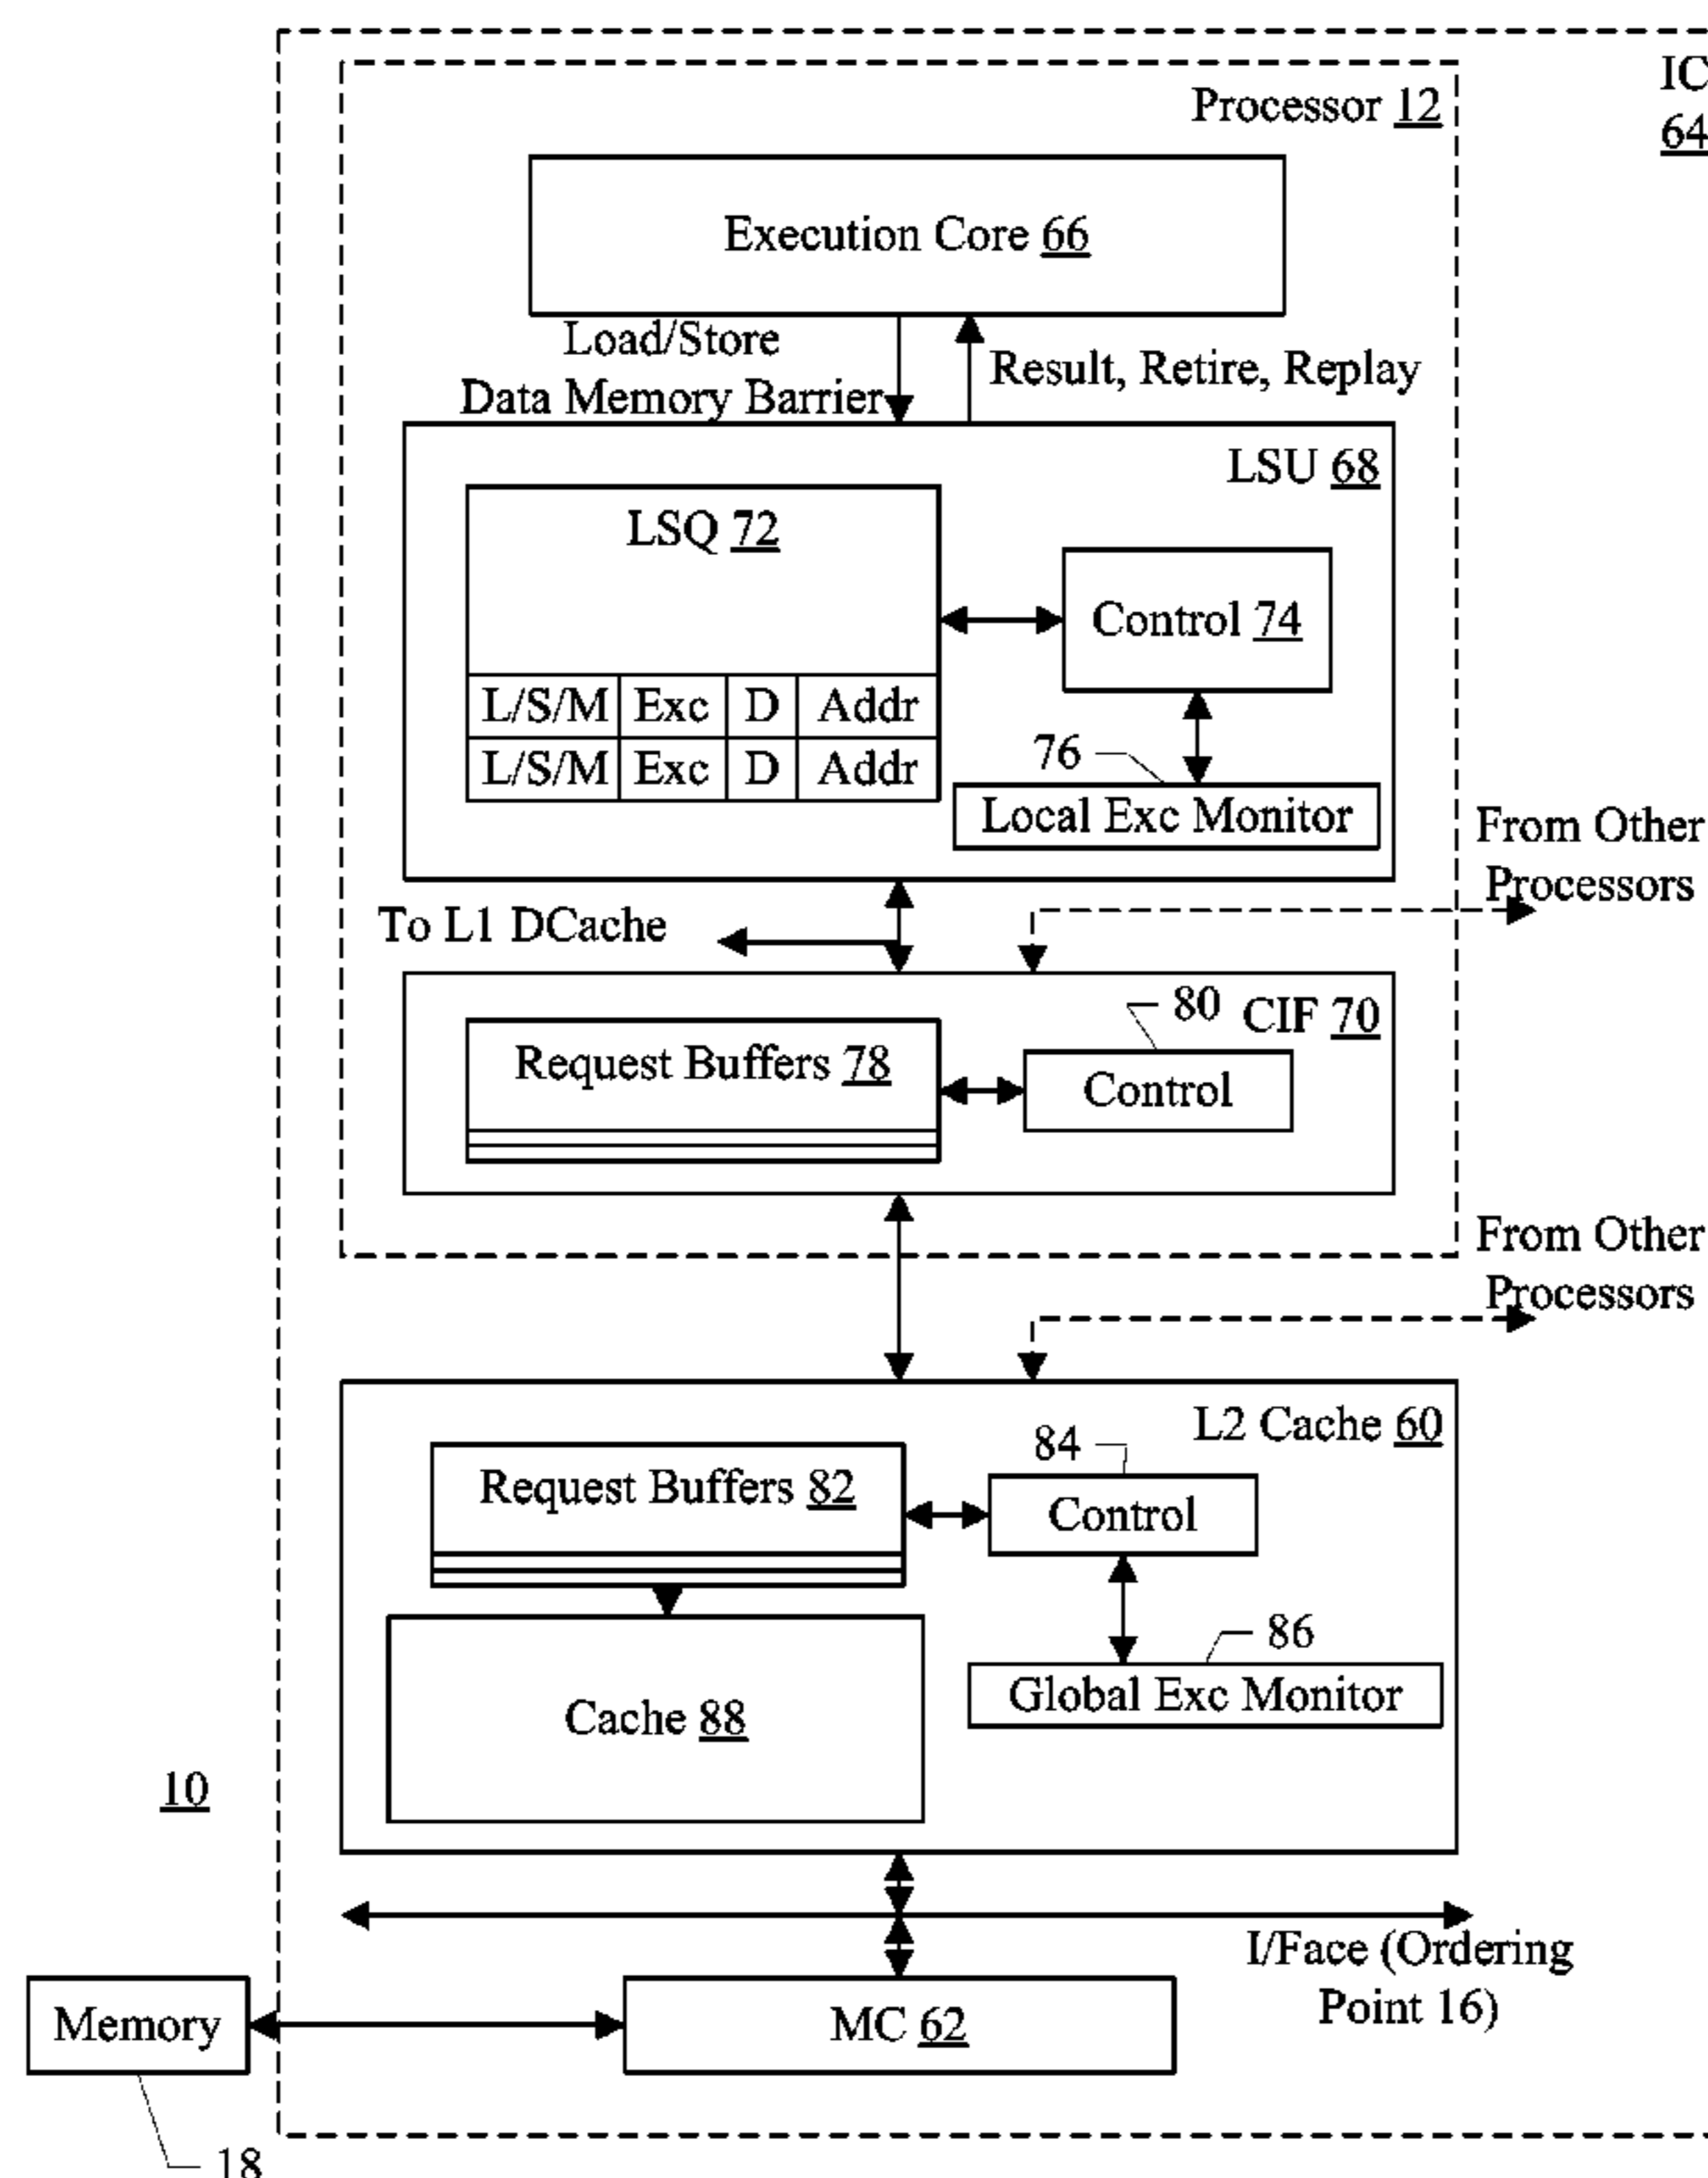 IC
64
Processor 12
Execution Core 66
Load/Store
Data Memory Barrier
Result, Retire, Replay
LSU 68
LSQ 72
Control 74
L/S/M Exc D Addr
L/S/M Exc D Addr
76
Local Exc Monitor
From Other
Processors
To L1 DCache
80
CIF 70
Request Buffers 78
Control
From Other
Processors
L2 Cache 60
84
Request Buffers 82
Control
86
Global Exc Monitor
Cache 88
10
I/Face (Ordering
Point 16)
Memory
MC 62
18